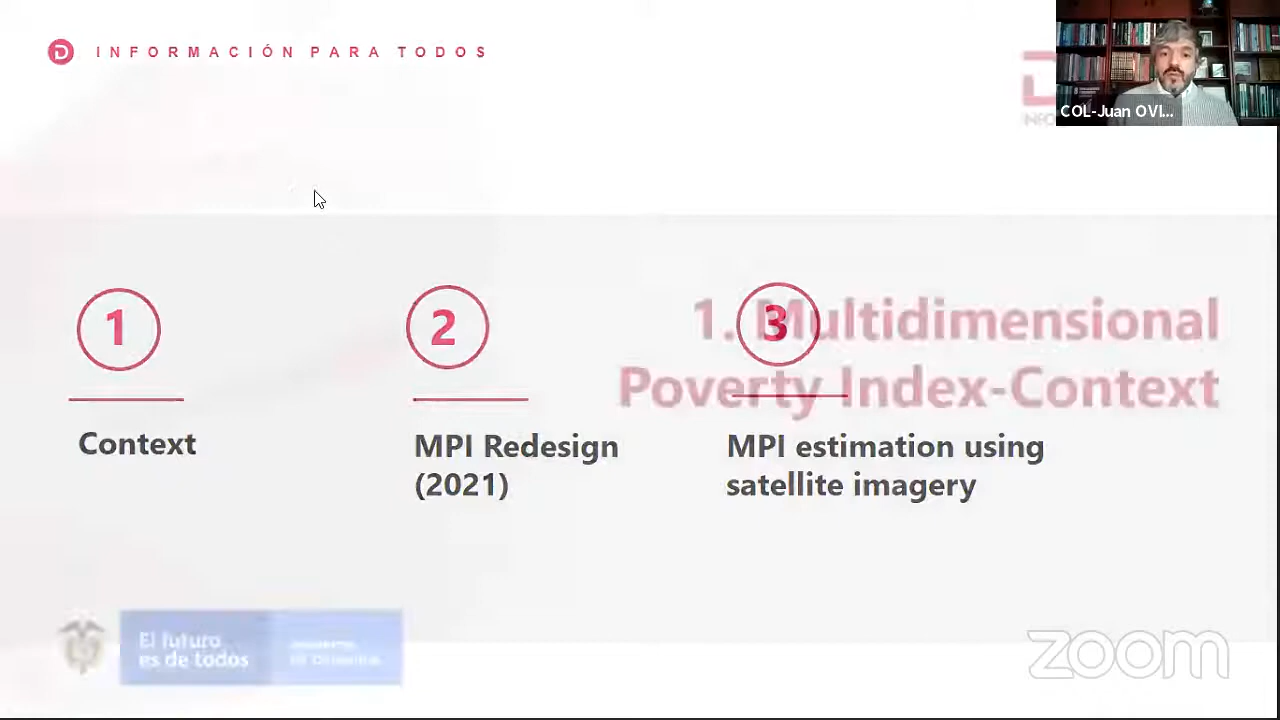 INFORMACIÓN PARA TODOS
COL-Juan OVI...
1
2
3
1. Multidimensional
Poverty Index-Context
Context
MPI Redesign
(2021)
MPI estimation using
satellite imagery
El futuro
es de todos
zoom